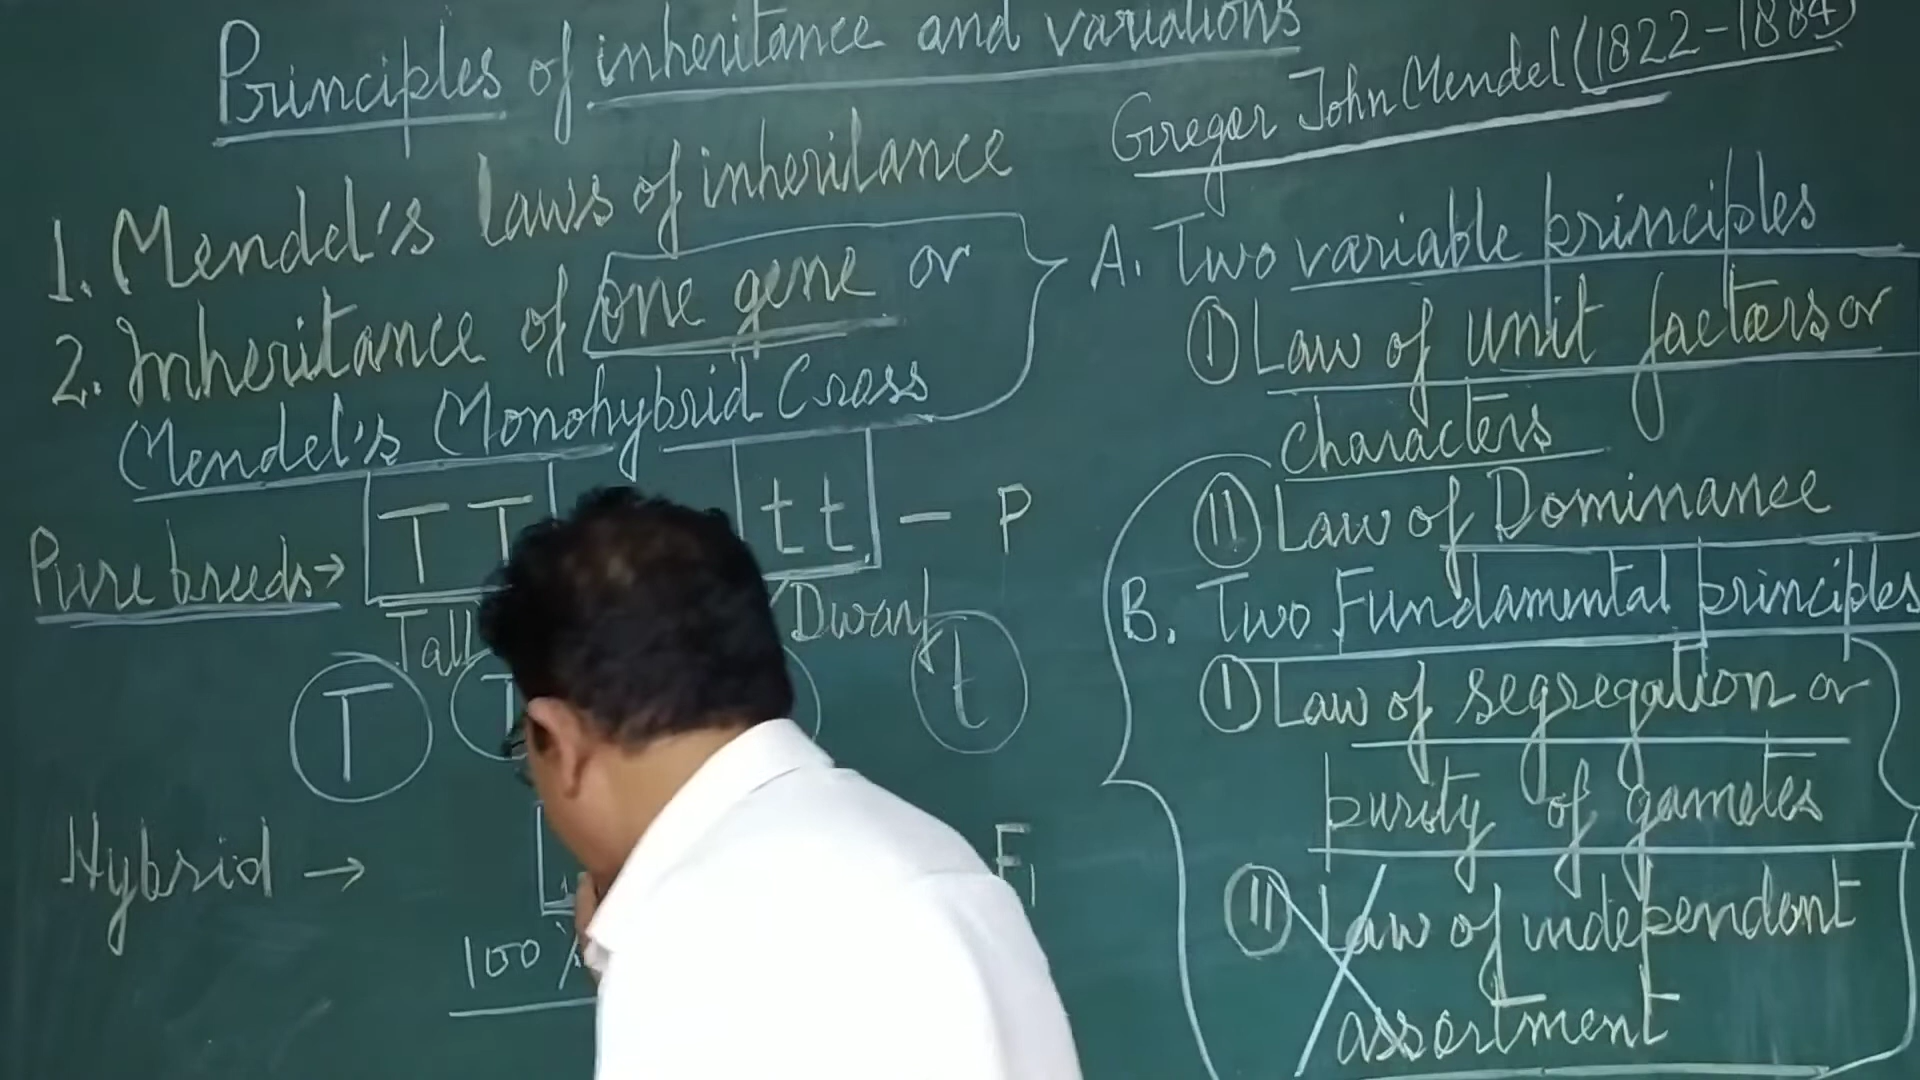 Principles of inheritance and variations
1. Mendel's laws of inheritance
2. Inheritance of one gene or
Mendel's Monohybrid Cross
Pure breeds → T T tt – P
Tall Dwarf
T T t
Hybrid → F1
100%
Gregor John Mendel (1822-1884)
A. Two variable principles
I Law of unit factors or
characters
II Law of Dominance
B. Two Fundamental principles
I Law of segregation or
purity of gametes
II Law of independent
assortment